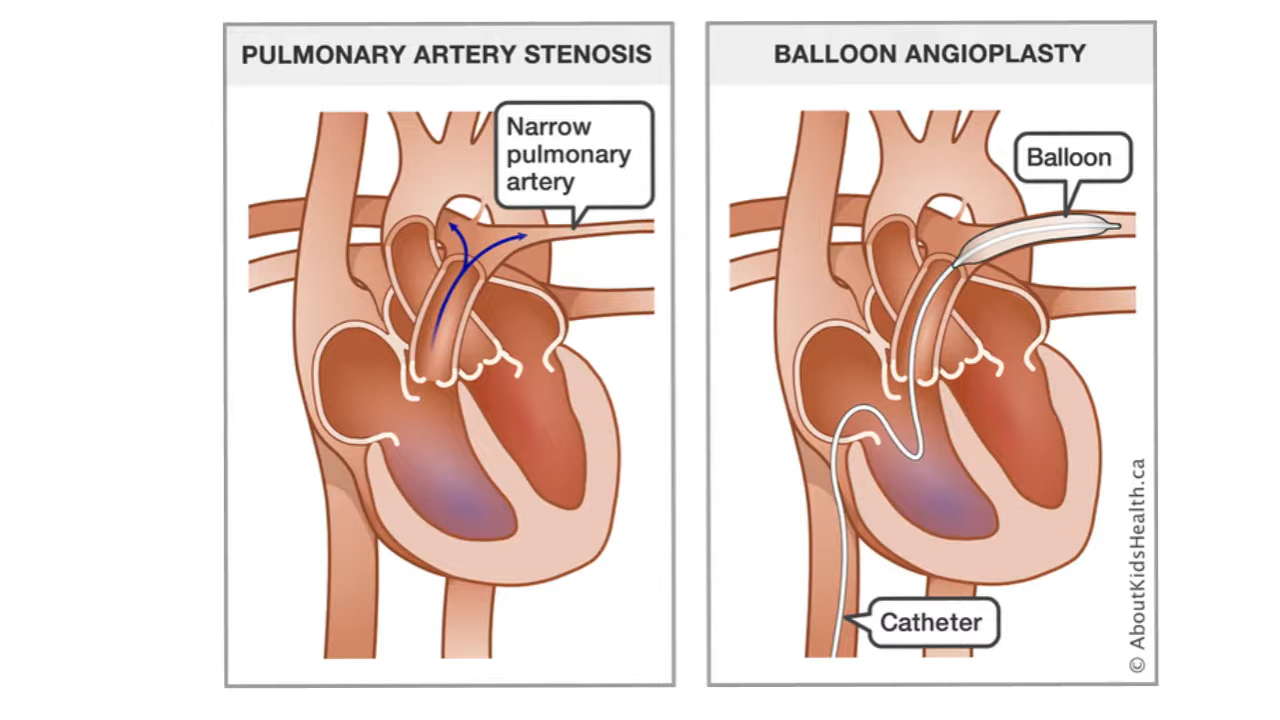 PULMONARY ARTERY STENOSIS
Narrow
pulmonary
artery
BALLOON ANGIOPLASTY
Balloon
Catheter
© AboutKidsHealth.ca